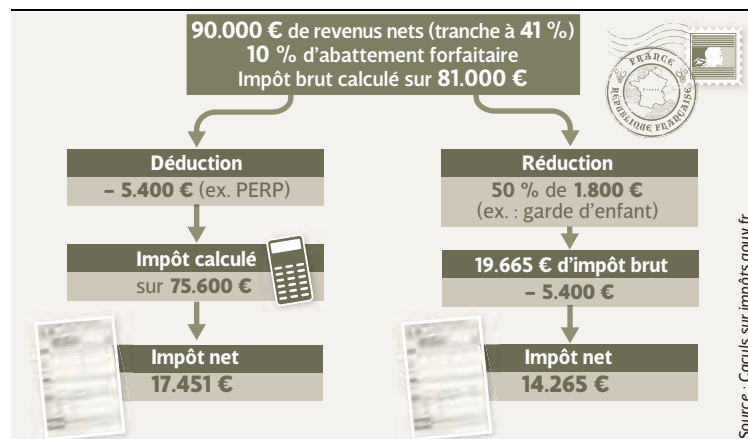 90.000 € de revenus nets (tranche à 41 %)
10 % d'abattement forfaitaire
Impôt brut calculé sur 81.000 €
FRANCE
RÉPUBLIQUE FRANÇAISE
Déduction
– 5.400 € (ex. PERP)
Impôt calculé
sur 75.600 €
Impôt net
17.451 €
Réduction
50 % de 1.800 €
(ex. : garde d'enfant)
19.665 € d'impôt brut
– 5.400 €
Impôt net
14.265 €
Source : Caculs sur impôts.gouv.fr